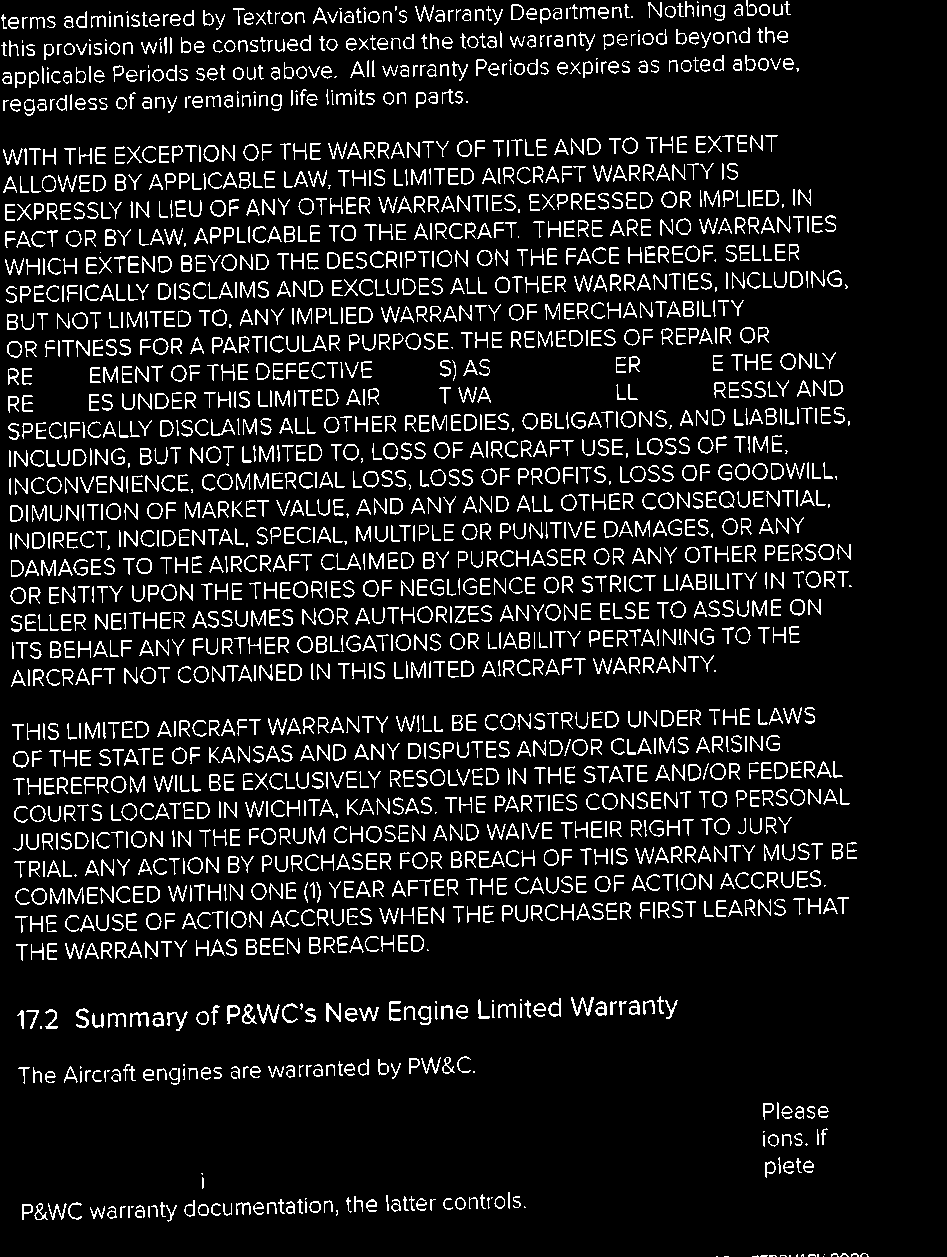 terms administered by Textron Aviation's Warranty Department. Nothing about
this provision will be construed to extend the total warranty period beyond the
applicable Periods set out above. All warranty Periods expires as noted above,
regardless of any remaining life limits on parts.
WITH THE EXCEPTION OF THE WARRANTY OF TITLE AND TO THE EXTENT
ALLOWED BY APPLICABLE LAW, THIS LIMITED AIRCRAFT WARRANTY IS
EXPRESSLY IN LIEU OF ANY OTHER WARRANTIES, EXPRESSED OR IMPLIED, IN
FACT OR BY LAW, APPLICABLE TO THE AIRCRAFT. THERE ARE NO WARRANTIES
WHICH EXTEND BEYOND THE DESCRIPTION ON THE FACE HEREOF. SELLER
SPECIFICALLY DISCLAIMS AND EXCLUDES ALL OTHER WARRANTIES, INCLUDING,
BUT NOT LIMITED TO, ANY IMPLIED WARRANTY OF MERCHANTABILITY
OR FITNESS FOR A PARTICULAR PURPOSE. THE REMEDIES OF REPAIR OR
RE EMENT OF THE DEFECTIVE S) AS ER E THE ONLY
RE ES UNDER THIS LIMITED AIR T WA LL RESSLY AND
SPECIFICALLY DISCLAIMS ALL OTHER REMEDIES, OBLIGATIONS, AND LIABILITIES,
INCLUDING, BUT NOT LIMITED TO, LOSS OF AIRCRAFT USE, LOSS OF TIME,
INCONVENIENCE, COMMERCIAL LOSS, LOSS OF PROFITS, LOSS OF GOODWILL,
DIMUNITION OF MARKET VALUE, AND ANY AND ALL OTHER CONSEQUENTIAL,
INDIRECT, INCIDENTAL, SPECIAL, MULTIPLE OR PUNITIVE DAMAGES, OR ANY
DAMAGES TO THE AIRCRAFT CLAIMED BY PURCHASER OR ANY OTHER PERSON
OR ENTITY UPON THE THEORIES OF NEGLIGENCE OR STRICT LIABILITY IN TORT.
SELLER NEITHER ASSUMES NOR AUTHORIZES ANYONE ELSE TO ASSUME ON
ITS BEHALF ANY FURTHER OBLIGATIONS OR LIABILITY PERTAINING TO THE
AIRCRAFT NOT CONTAINED IN THIS LIMITED AIRCRAFT WARRANTY.
THIS LIMITED AIRCRAFT WARRANTY WILL BE CONSTRUED UNDER THE LAWS
OF THE STATE OF KANSAS AND ANY DISPUTES AND/OR CLAIMS ARISING
THEREFROM WILL BE EXCLUSIVELY RESOLVED IN THE STATE AND/OR FEDERAL
COURTS LOCATED IN WICHITA, KANSAS. THE PARTIES CONSENT TO PERSONAL
JURISDICTION IN THE FORUM CHOSEN AND WAIVE THEIR RIGHT TO JURY
TRIAL. ANY ACTION BY PURCHASER FOR BREACH OF THIS WARRANTY MUST BE
COMMENCED WITHIN ONE (1) YEAR AFTER THE CAUSE OF ACTION ACCRUES.
THE CAUSE OF ACTION ACCRUES WHEN THE PURCHASER FIRST LEARNS THAT
THE WARRANTY HAS BEEN BREACHED.
17.2 Summary of P&WC's New Engine Limited Warranty
The Aircraft engines are warranted by PW&C.
Please
ions. If
i plete
P&WC warranty documentation, the latter controls.